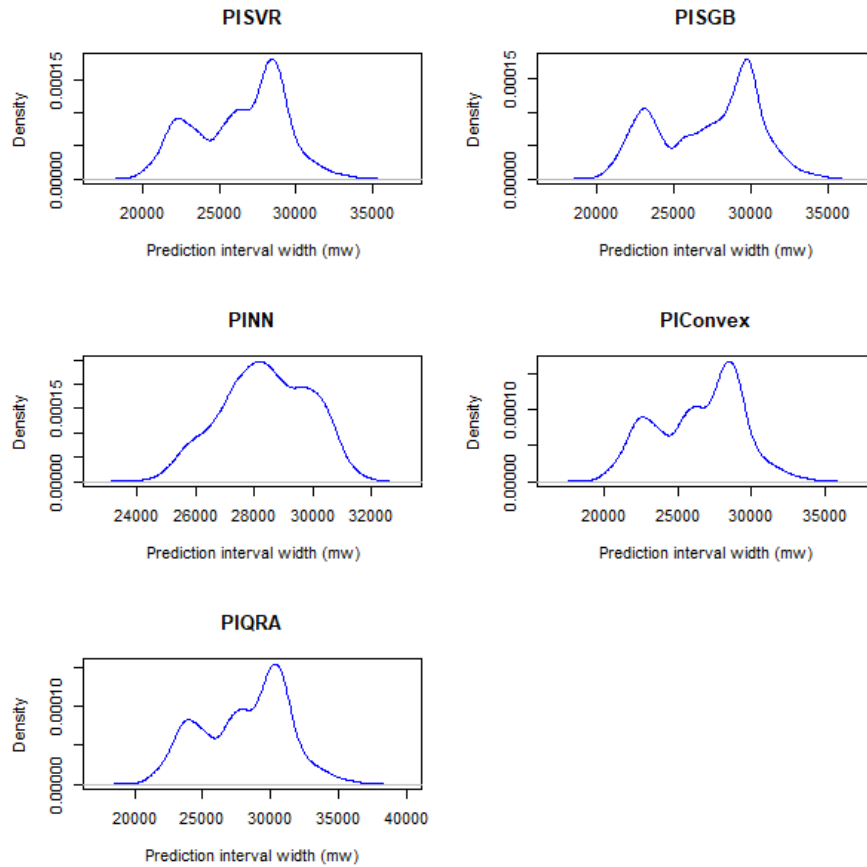 PISVR
Density
0.00000 0.00015
20000 25000 30000 35000
Prediction interval width (mw)
PISGB
Density
0.00000 0.00015
20000 25000 30000 35000
Prediction interval width (mw)
PINN
Density
0.00000 0.00015
24000 26000 28000 30000 32000
Prediction interval width (mw)
PIConvex
Density
0.00000 0.00010
20000 25000 30000 35000
Prediction interval width (mw)
PIQRA
Density
0.00000 0.00010
20000 25000 30000 35000 40000
Prediction interval width (mw)